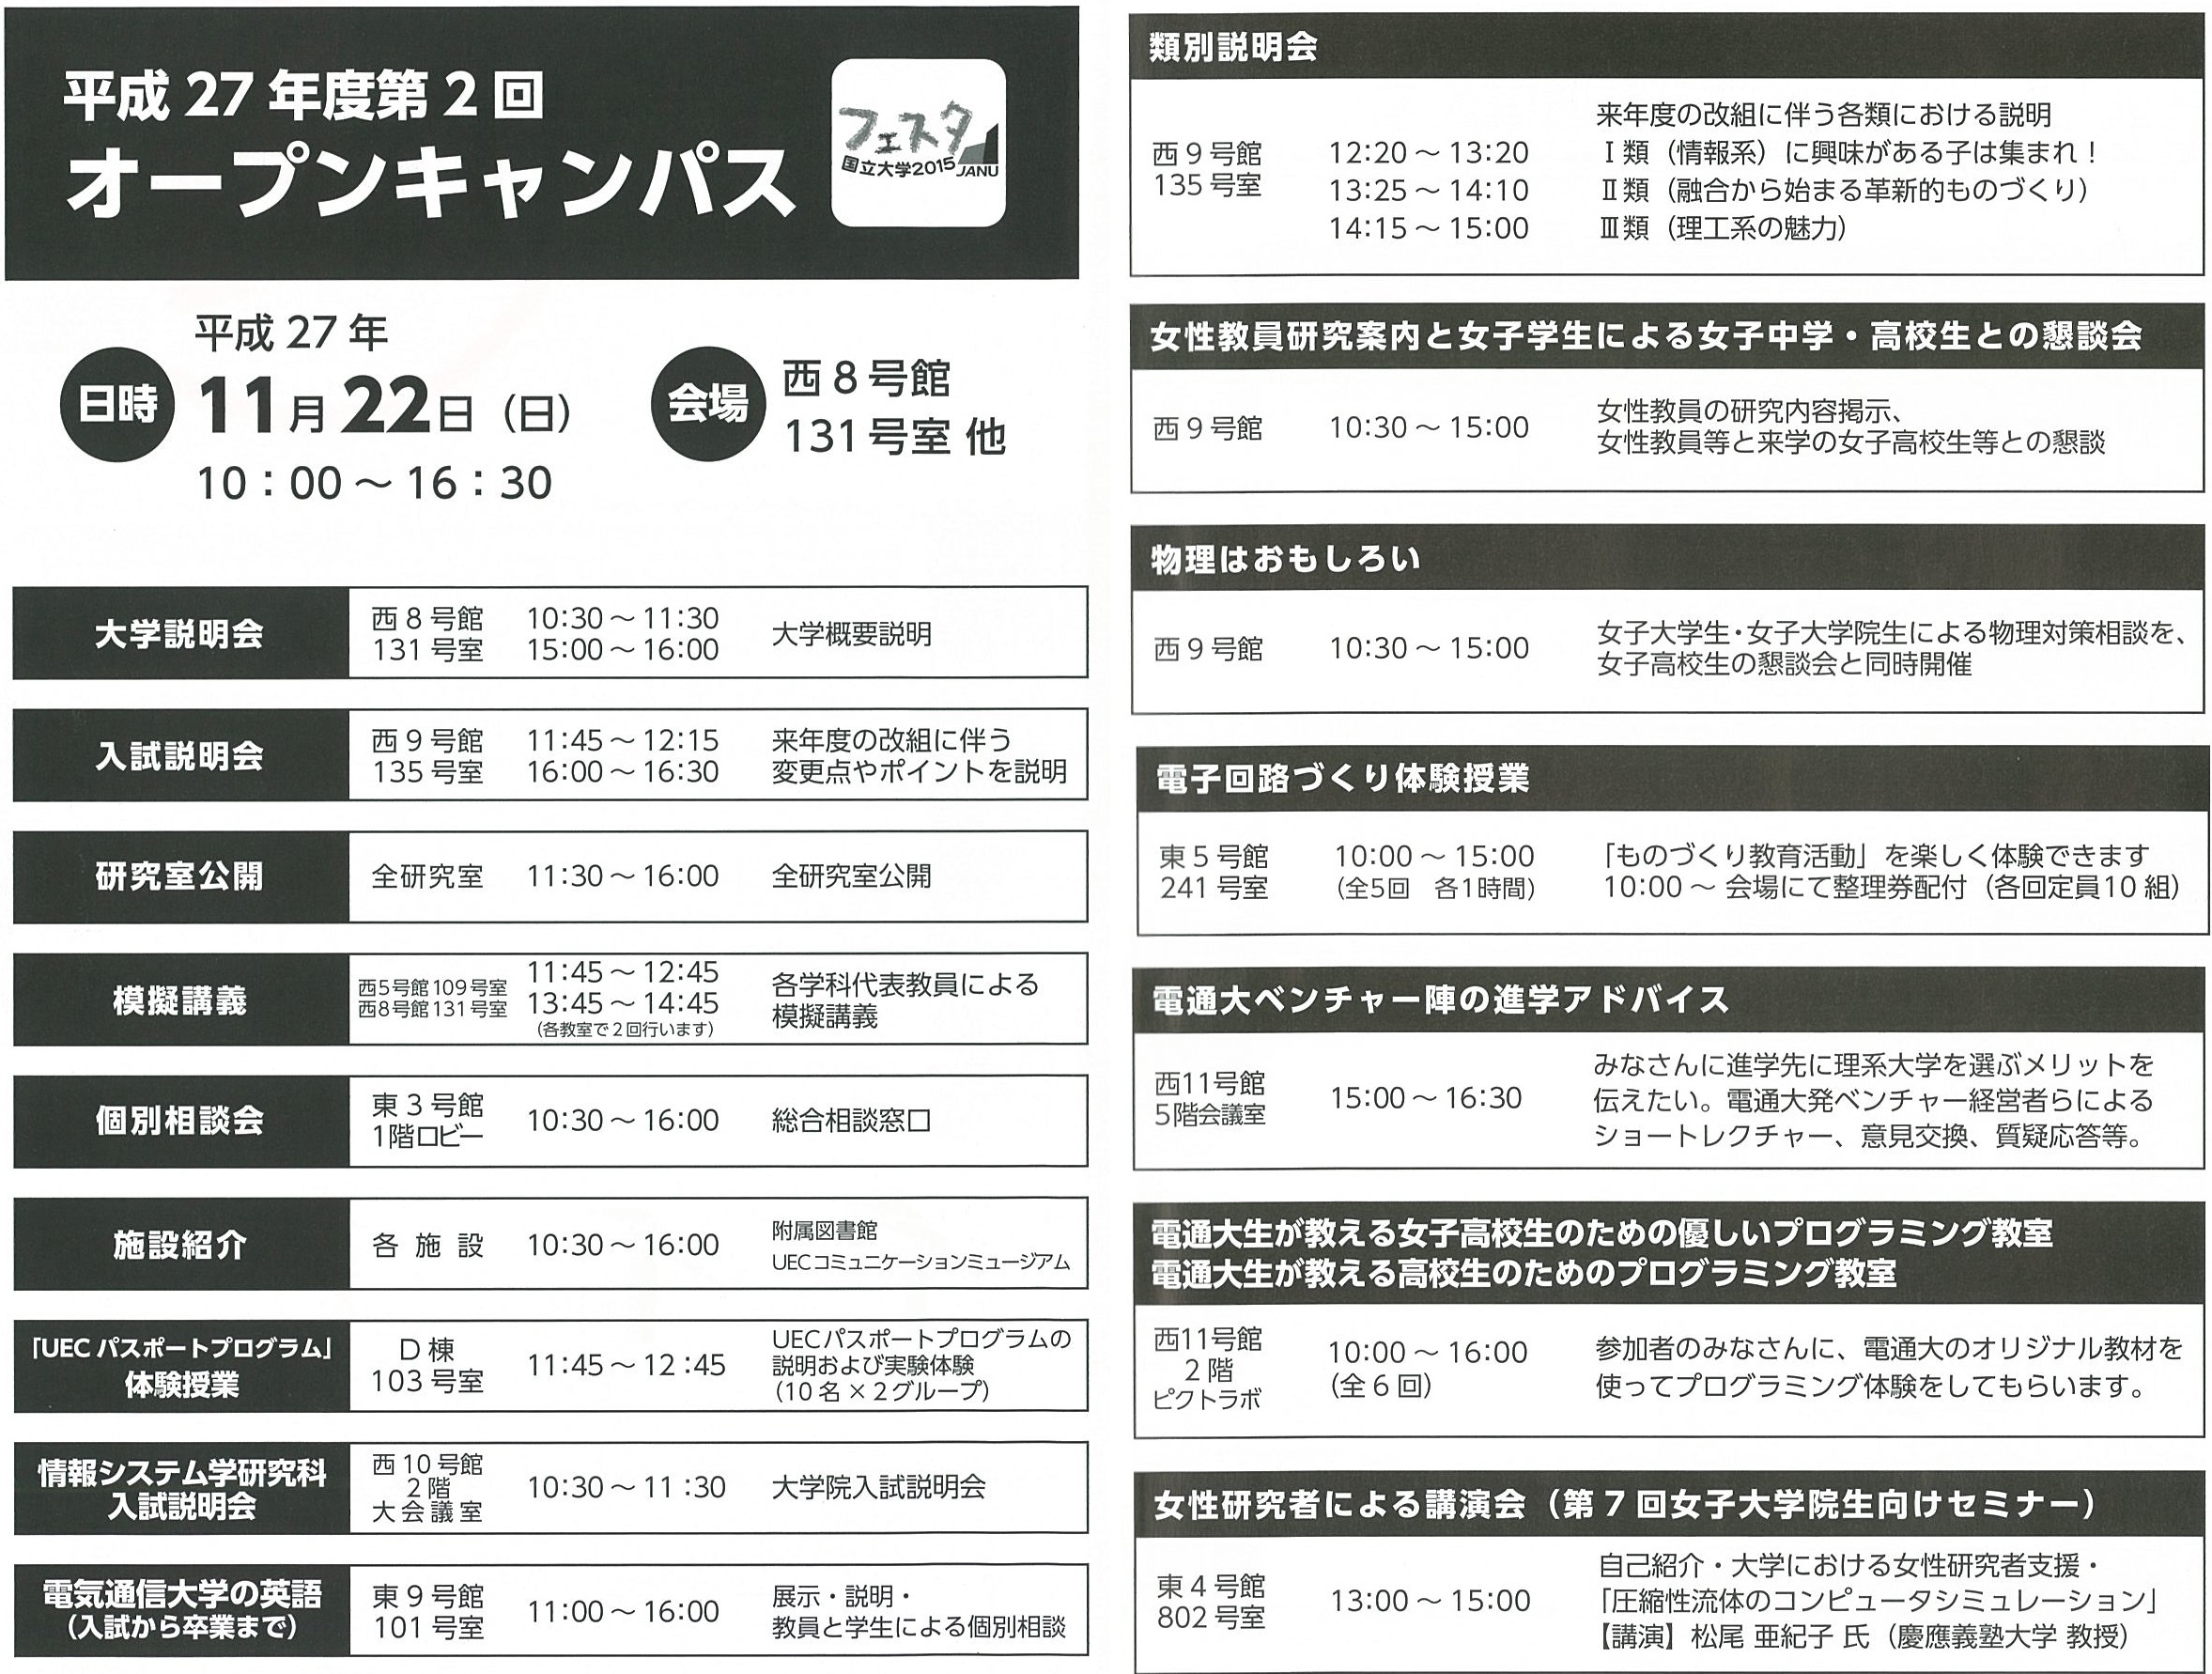 平成 27 年度第 2 回
オープンキャンパス
フェスタ
国立大学2015 JANU
日時
平成 27 年
11月 22日（日）
10：00 ～ 16：30
会場
西 8 号館
131 号室 他
大学説明会
西 8 号館
131 号室
10:30 ～ 11:30
15:00 ～ 16:00
大学概要説明
入試説明会
西 9 号館
135 号室
11:45 ～ 12:15
16:00 ～ 16:30
来年度の改組に伴う
変更点やポイントを説明
研究室公開
全研究室
11:30 ～ 16:00
全研究室公開
模擬講義
西5号館 109号室
西8号館 131号室
11:45 ～ 12:45
13:45 ～ 14:45
（各教室で2回行います）
各学科代表教員による
模擬講義
個別相談会
東 3 号館
1階ロビー
10:30 ～ 16:00
総合相談窓口
施設紹介
各 施 設
10:30 ～ 16:00
附属図書館
UECコミュニケーションミュージアム
「UEC パスポートプログラム」
体験授業
D 棟
103 号室
11:45 ～ 12 :45
UECパスポートプログラムの
説明および実験体験
（10 名 × 2 グループ）
情報システム学研究科
入試説明会
西 10 号館
2 階
大 会 議 室
10:30 ～ 11 :30
大学院入試説明会
電気通信大学の英語
（入試から卒業まで）
東 9 号館
101 号室
11:00 ～ 16:00
展示・説明・
教員と学生による個別相談
類別説明会
西 9 号館
135 号室
来年度の改組に伴う各類における説明
12:20 ～ 13:20 Ⅰ類（情報系）に興味がある子は集まれ！
13:25 ～ 14:10 Ⅱ類（融合から始まる革新的ものづくり）
14:15 ～ 15:00 Ⅲ類（理工系の魅力）
女性教員研究案内と女子学生による女子中学・高校生との懇談会
西 9 号館
10:30 ～ 15:00
女性教員の研究内容掲示、
女性教員等と来学の女子高校生等との懇談
物理はおもしろい
西 9 号館
10:30 ～ 15:00
女子大学生・女子大学院生による物理対策相談を、
女子高校生の懇談会と同時開催
電子回路づくり体験授業
東 5 号館
241 号室
10:00 ～ 15:00
（全5回 各1時間）
「ものづくり教育活動」を楽しく体験できます
10:00 ～ 会場にて整理券配付（各回定員10 組）
電通大ベンチャー陣の進学アドバイス
西11号館
5階会議室
15:00 ～ 16:30
みなさんに進学先に理系大学を選ぶメリットを
伝えたい。電通大発ベンチャー経営者らによる
ショートレクチャー、意見交換、質疑応答等。
電通大生が教える女子高校生のための優しいプログラミング教室
電通大生が教える高校生のためのプログラミング教室
西11号館
2 階
ピクトラボ
10:00 ～ 16:00
（全 6 回）
参加者のみなさんに、電通大のオリジナル教材を
使ってプログラミング体験をしてもらいます。
女性研究者による講演会（第 7 回女子大学院生向けセミナー）
東 4 号館
802 号室
13:00 ～ 15:00
自己紹介・大学における女性研究者支援・
「圧縮性流体のコンピュータシミュレーション」
【講演】松尾 亜紀子 氏（慶應義塾大学 教授）